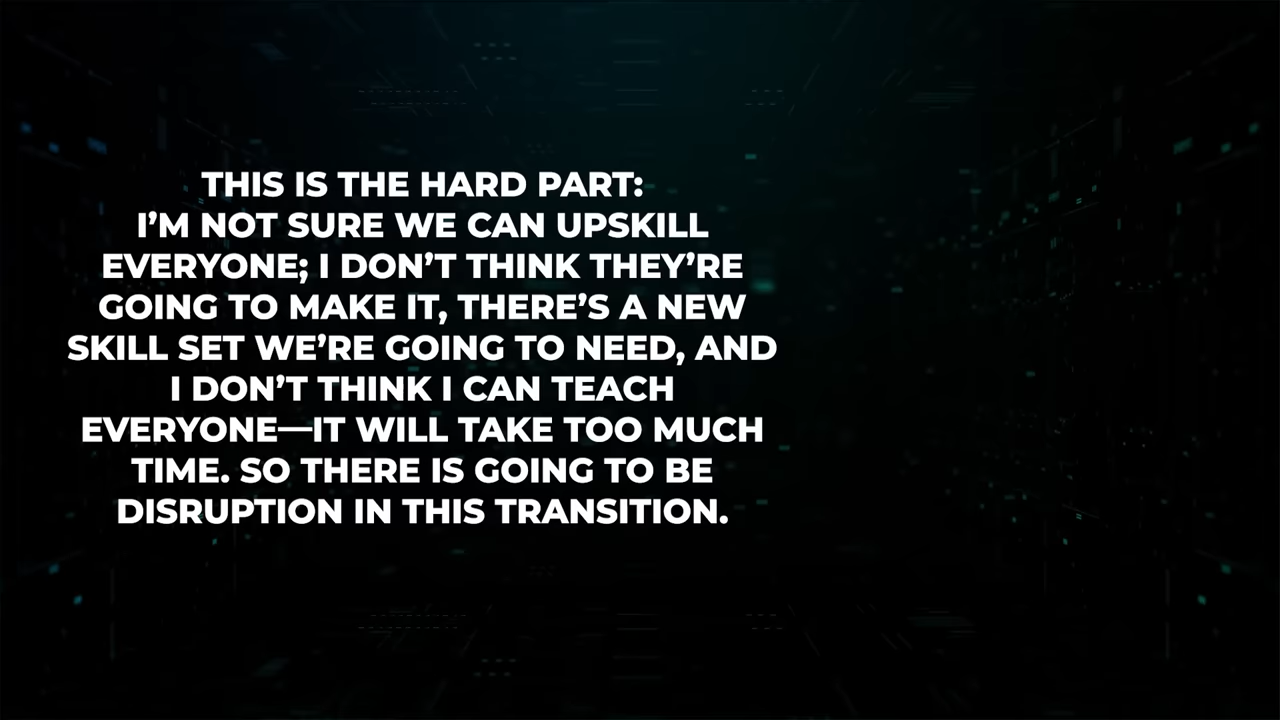 THIS IS THE HARD PART:
I’M NOT SURE WE CAN UPSKILL
EVERYONE; I DON’T THINK THEY’RE
GOING TO MAKE IT, THERE’S A NEW
SKILL SET WE’RE GOING TO NEED, AND
I DON’T THINK I CAN TEACH
EVERYONE—IT WILL TAKE TOO MUCH
TIME. SO THERE IS GOING TO BE
DISRUPTION IN THIS TRANSITION.